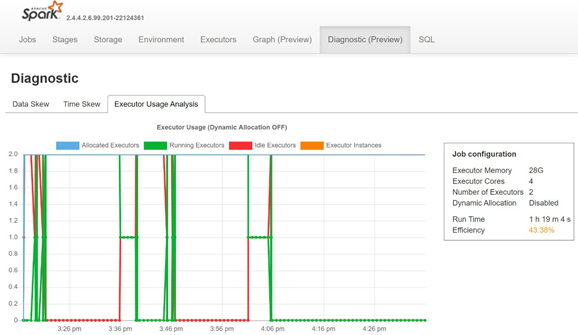 APACHE
Spark 2.4.4.2.6.99.201-22124361
Jobs Stages Storage Environment Executors Graph (Preview) Diagnostic (Preview) SQL
Diagnostic
Data Skew Time Skew Executor Usage Analysis
Executor Usage (Dynamic Allocation OFF)
Allocated Executors Running Executors Idle Executors Executor Instances
2.0
1.8
1.6
1.4
1.2
1.0
0.8
0.6
0.4
0.2
0
3:26 pm 3:36 pm 3:46 pm 3:56 pm 4:06 pm 4:16 pm 4:26 pm
Job configuration
Executor Memory 28G
Executor Cores 4
Number of Executors 2
Dynamic Allocation Disabled
Run Time 1 h 19 m 4 s
Efficiency 43.38%